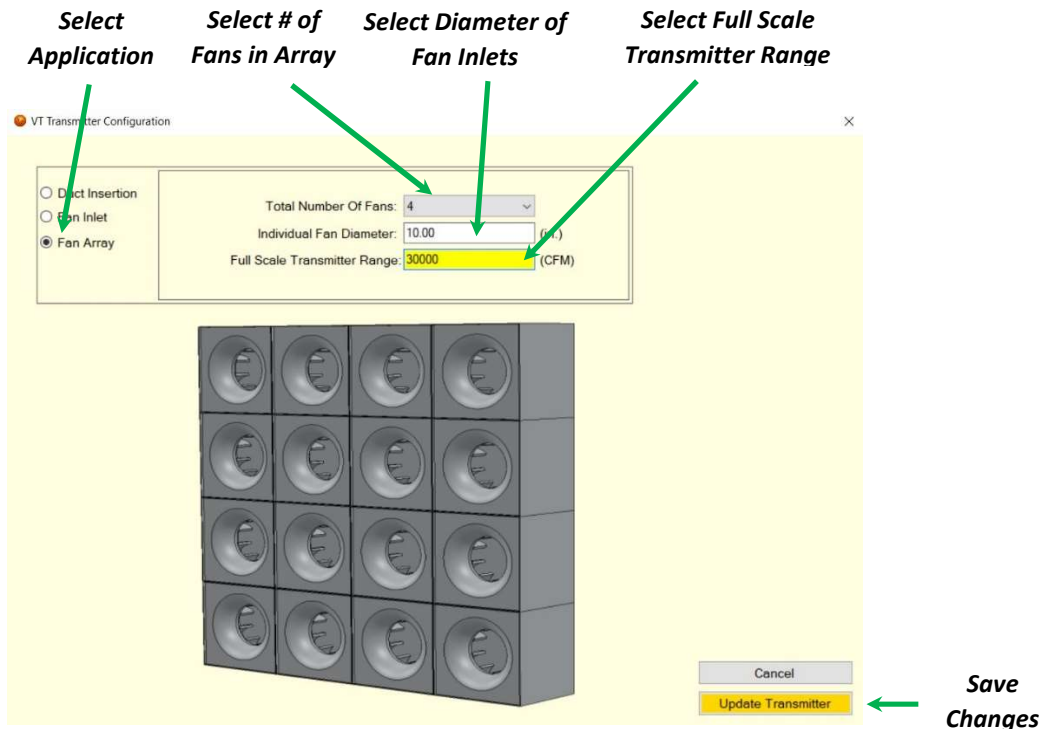 Select
Application
Select # of
Fans in Array
Select Diameter of
Fan Inlets
Select Full Scale
Transmitter Range
VT Transmitter Configuration
Duct Insertion
Fan Inlet
Fan Array
Total Number Of Fans: 4
Individual Fan Diameter: 10.00 (in.)
Full Scale Transmitter Range: 30000 (CFM)
Cancel
Update Transmitter
Save
Changes